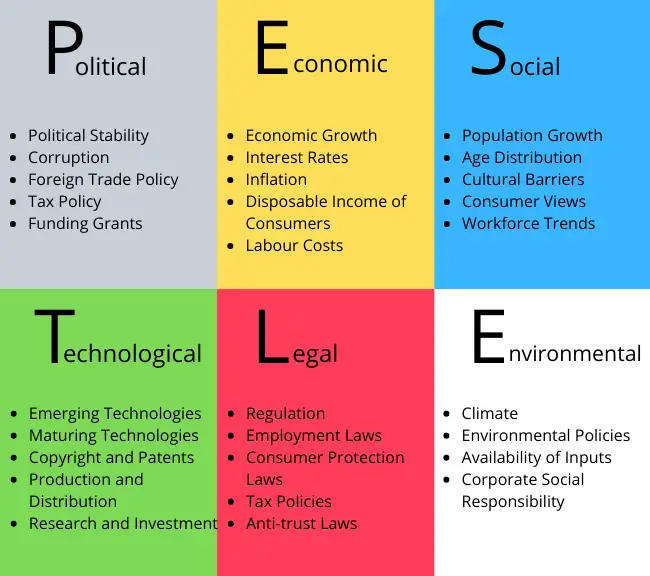 Political
• Political Stability
• Corruption
• Foreign Trade Policy
• Tax Policy
• Funding Grants
Economic
• Economic Growth
• Interest Rates
• Inflation
• Disposable Income of
Consumers
• Labour Costs
Social
• Population Growth
• Age Distribution
• Cultural Barriers
• Consumer Views
• Workforce Trends
Technological
• Emerging Technologies
• Maturing Technologies
• Copyright and Patents
• Production and
Distribution
• Research and Investment
Legal
• Regulation
• Employment Laws
• Consumer Protection
Laws
• Tax Policies
• Anti-trust Laws
Environmental
• Climate
• Environmental Policies
• Availability of Inputs
• Corporate Social
Responsibility